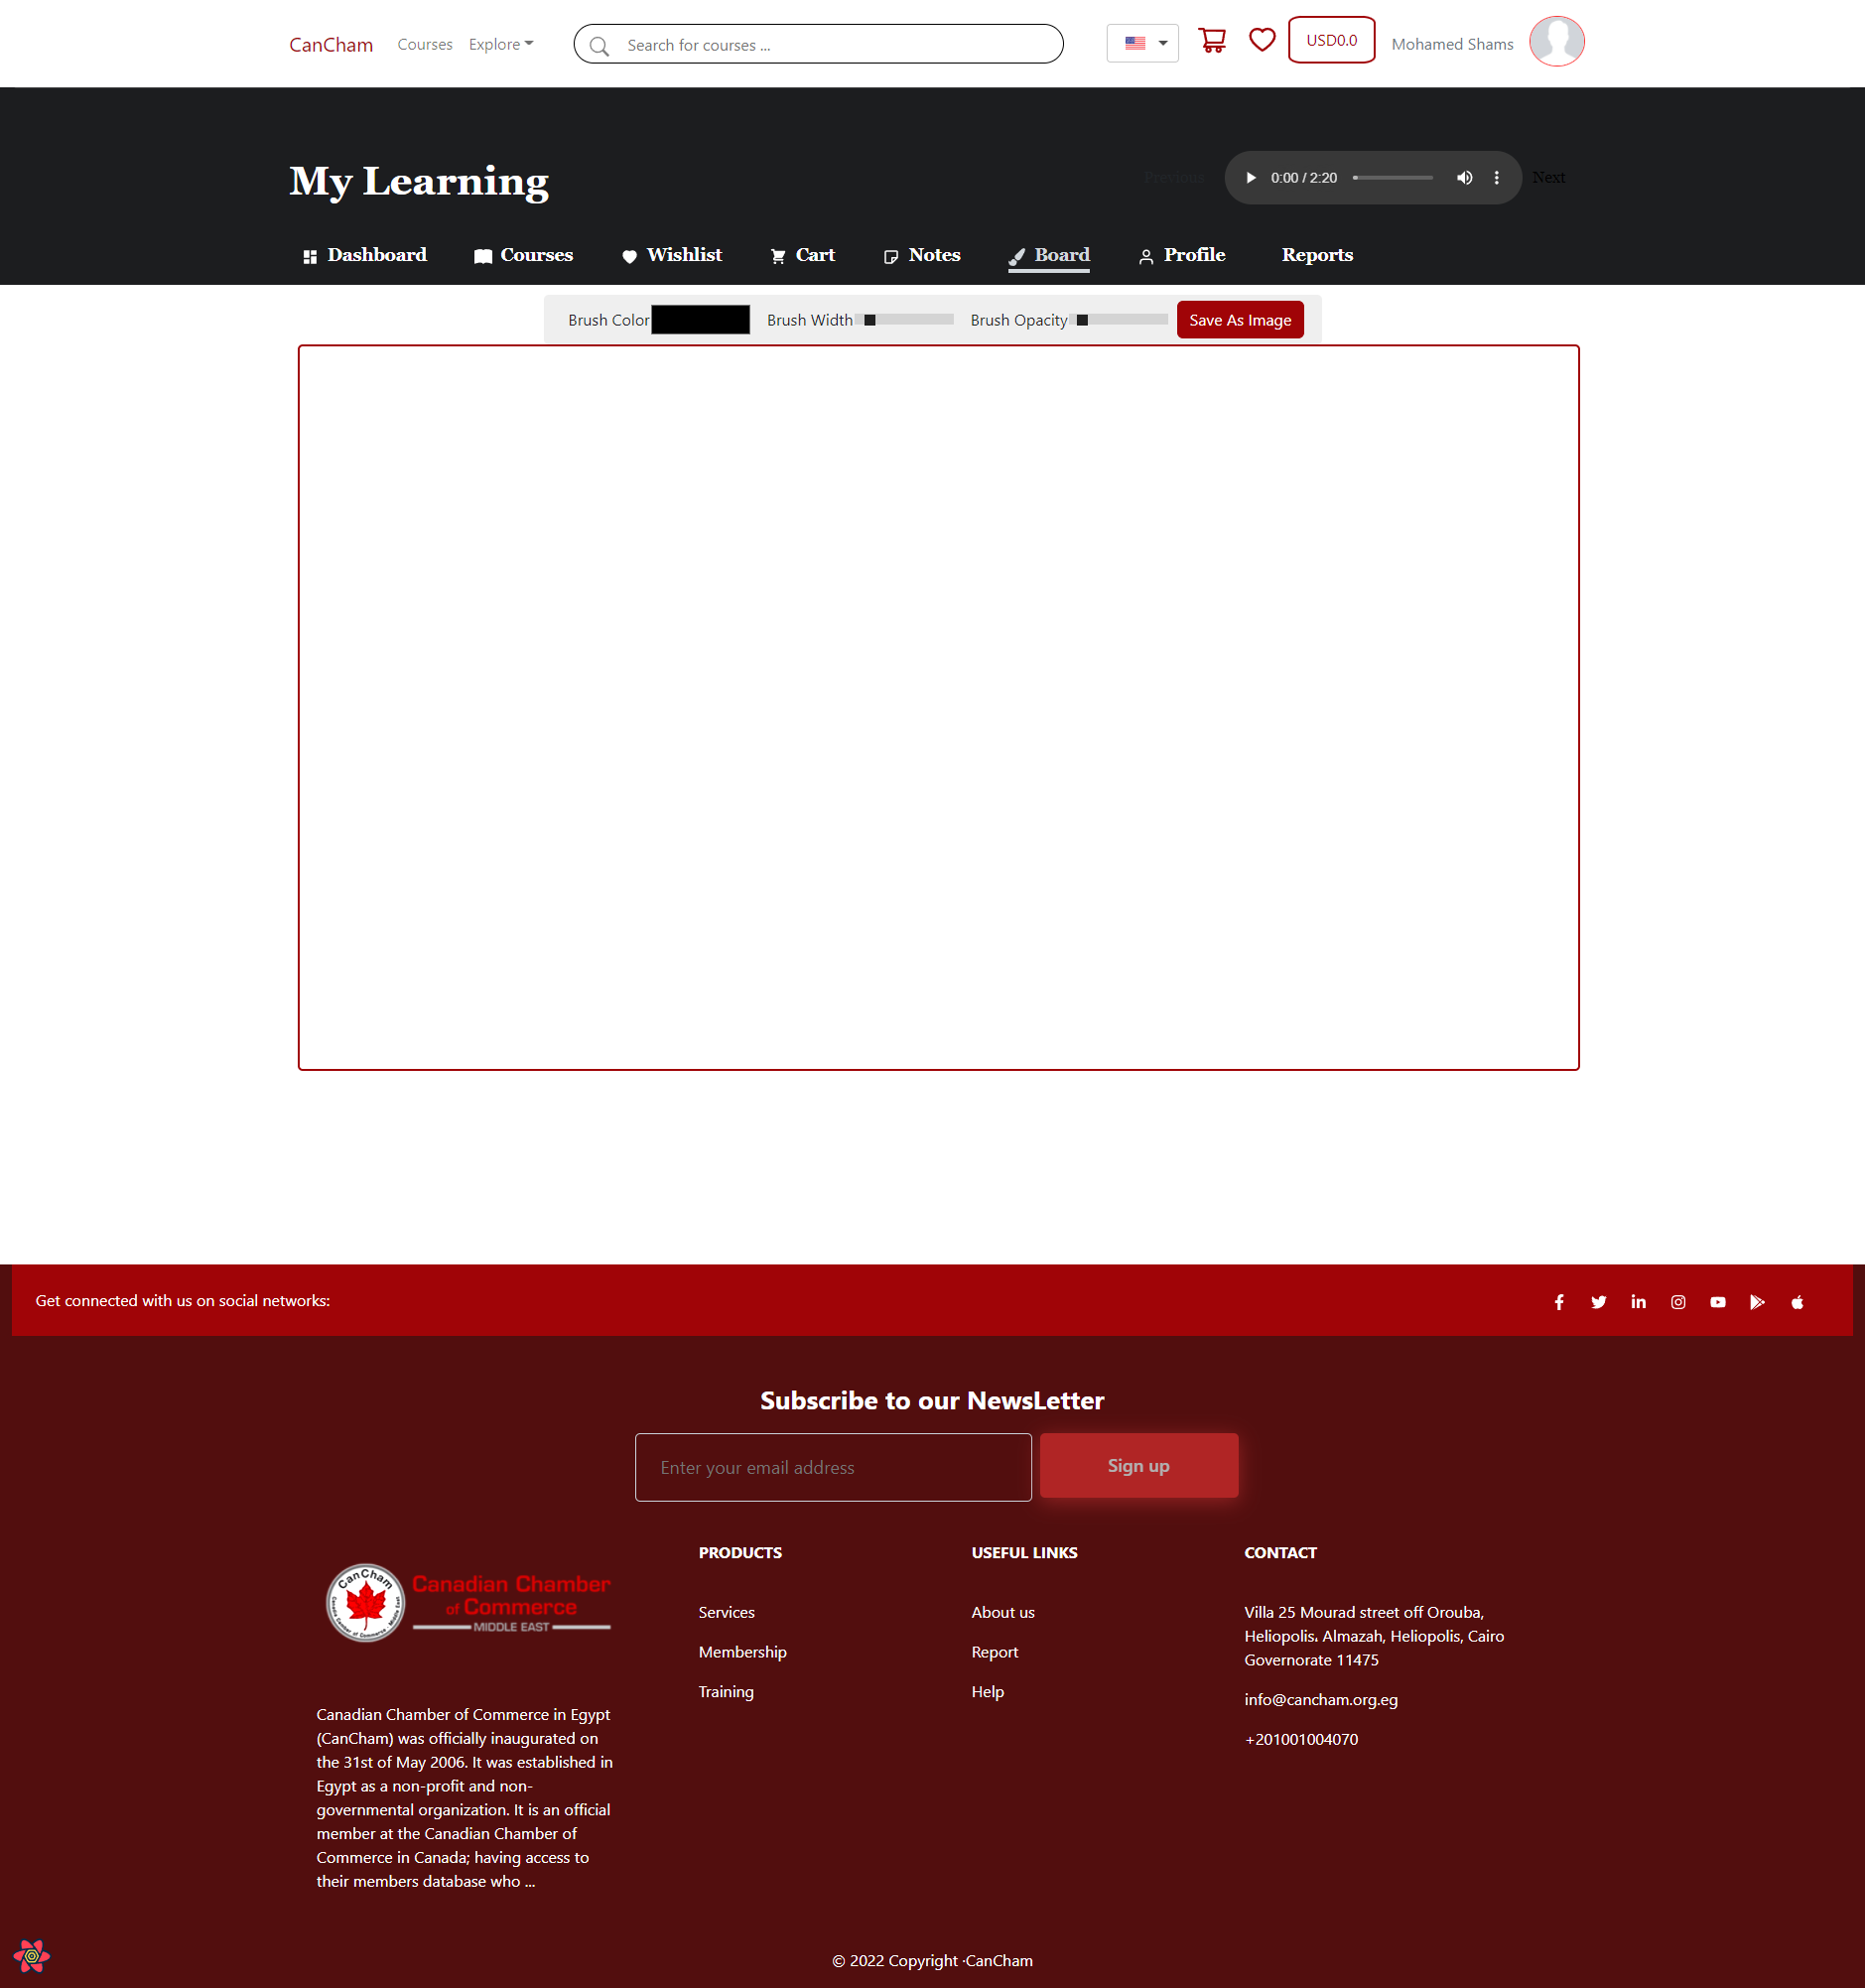 CanCham Courses Explore Search for courses ... USD0.0 Mohamed Shams
My Learning Previous 0:00 / 2:20 Next
Dashboard Courses Wishlist Cart Notes Board Profile Reports
Brush Color Brush Width Brush Opacity Save As Image
Get connected with us on social networks:
Subscribe to our NewsLetter
Enter your email address Sign up
CanCham
Canadian Chamber
of Commerce
MIDDLE EAST
Canadian Chamber of Commerce in Egypt
(CanCham) was officially inaugurated on
the 31st of May 2006. It was established in
Egypt as a non-profit and non-
governmental organization. It is an official
member at the Canadian Chamber of
Commerce in Canada; having access to
their members database who ...
PRODUCTS
Services
Membership
Training
USEFUL LINKS
About us
Report
Help
CONTACT
Villa 25 Mourad street off Orouba,
Heliopolis، Almazah, Heliopolis, Cairo
Governorate 11475
info@cancham.org.eg
+201001004070
© 2022 Copyright ·CanCham